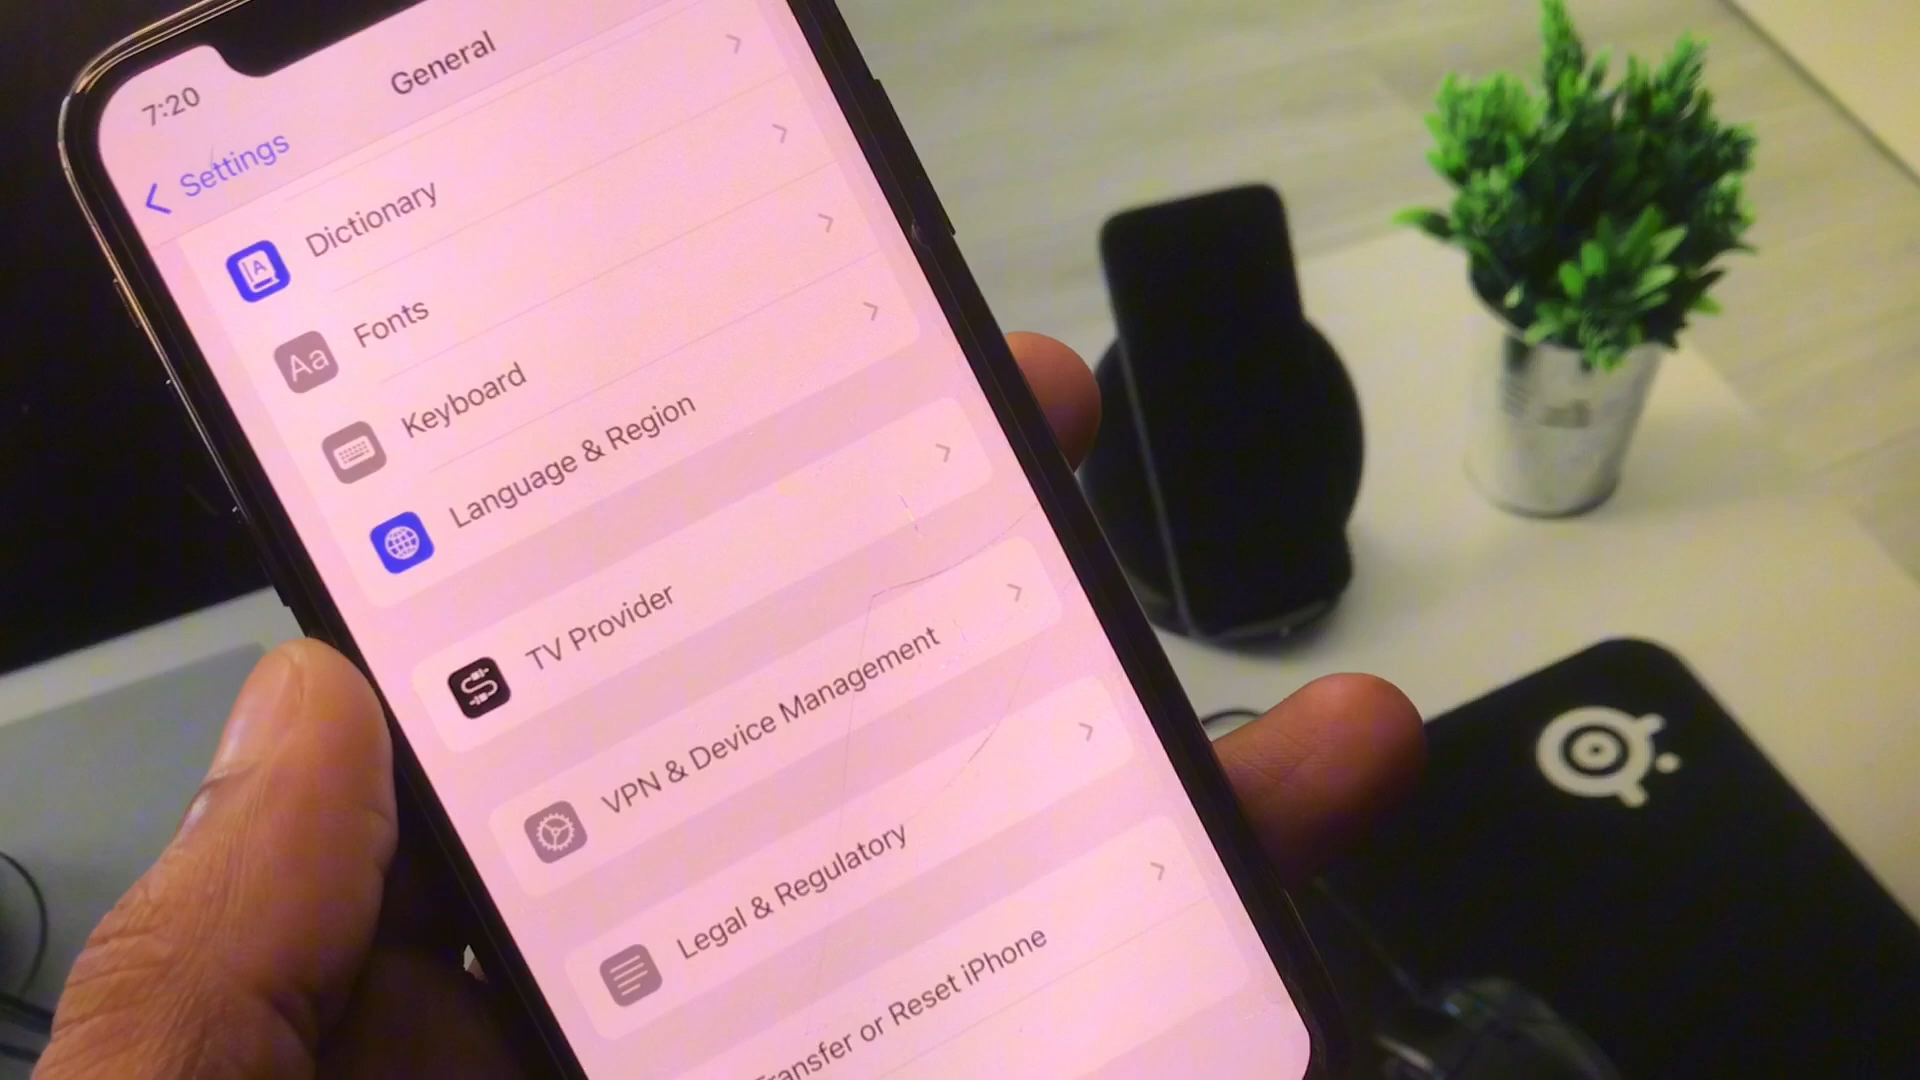 7:20
General
Settings
Dictionary
Aa
Fonts
Keyboard
Language & Region
TV Provider
VPN & Device Management
Legal & Regulatory
Transfer or Reset iPhone